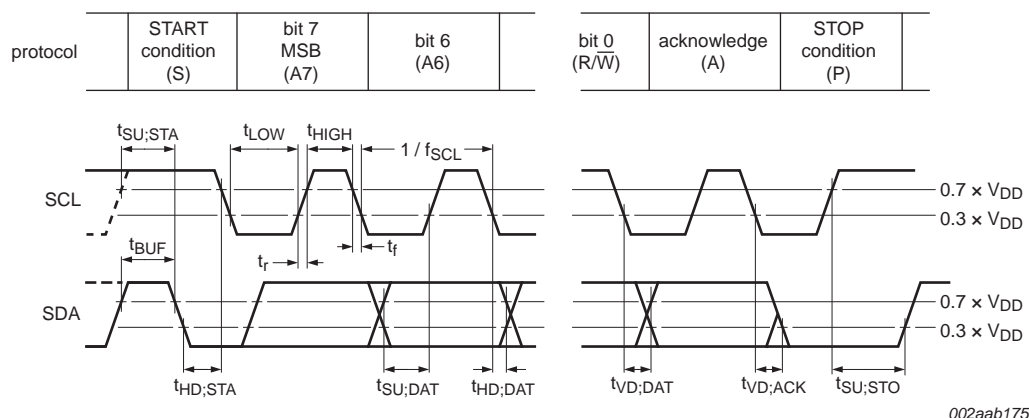 protocol
START
condition
(S)
bit 7
MSB
(A7)
bit 6
(A6)
bit 0
(R/W̅)
acknowledge
(A)
STOP
condition
(P)
tSU;STA
tLOW
tHIGH
1 / fSCL
SCL
0.7 × VDD
0.3 × VDD
tBUF
tr
tf
SDA
0.7 × VDD
0.3 × VDD
tHD;STA
tSU;DAT
tHD;DAT
tVD;DAT
tVD;ACK
tSU;STO
002aab175